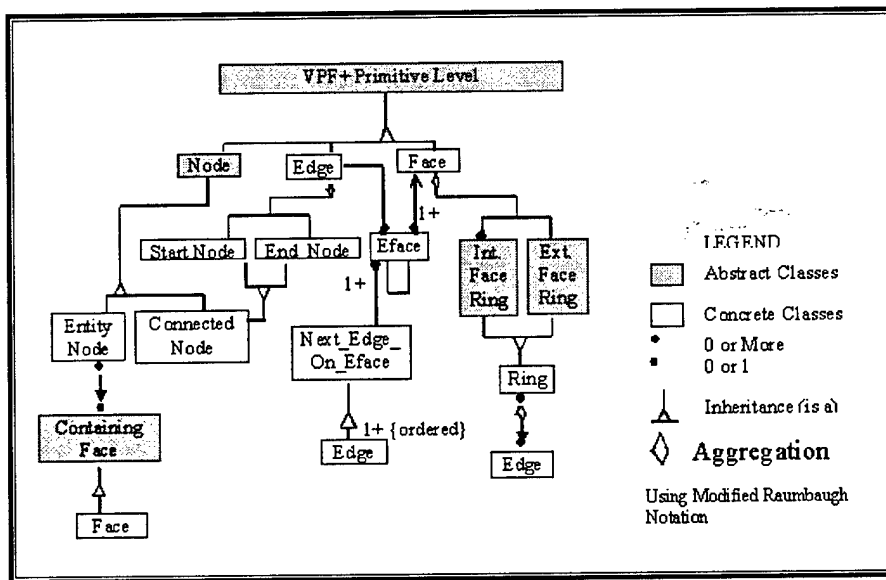 VPF+Primitive Level
Node
Edge
Face
1+
Start Node
End Node
Eface
Int.
Face
Ring
Ext.
Face
Ring
LEGEND
Abstract Classes
Concrete Classes
0 or More
0 or 1
Inheritance (is a)
Aggregation
Using Modified Raumbaugh
Notation
1+
Entity
Node
Connected
Node
Next_Edge_
On_Eface
Ring
Containing
Face
1+ {ordered}
Edge
Edge
Face